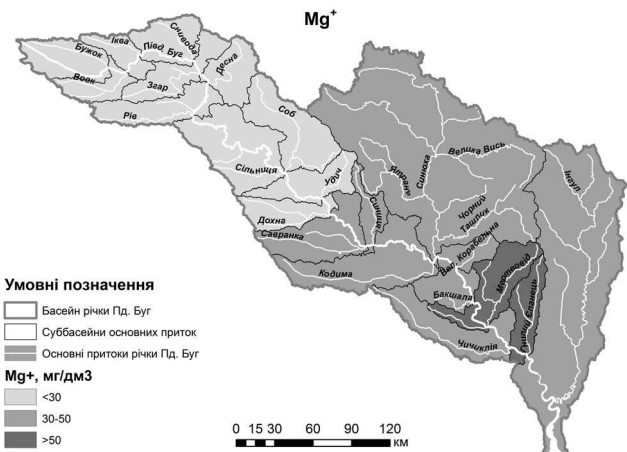 Mg+
Снивода
Іква
Півд. Буг
Бужок
Десна
Вовк
Згар
Соб
Рів
Велика Вись
Сільниця
Удич
Ятрань
Синюха
Інгул
Синиця
Чорний
Ташлик
Дохна
Савранка
Вел. Корабельна
Кодима
Мертвовід
Бакшала
Гнилий Єланець
Чичиклія
Умовні позначення
Басейн річки Пд. Буг
Суббасейни основних приток
Основні притоки річки Пд. Буг
Mg+, мг/дм3
<30
30-50
>50
0 15 30 60 90 120
км